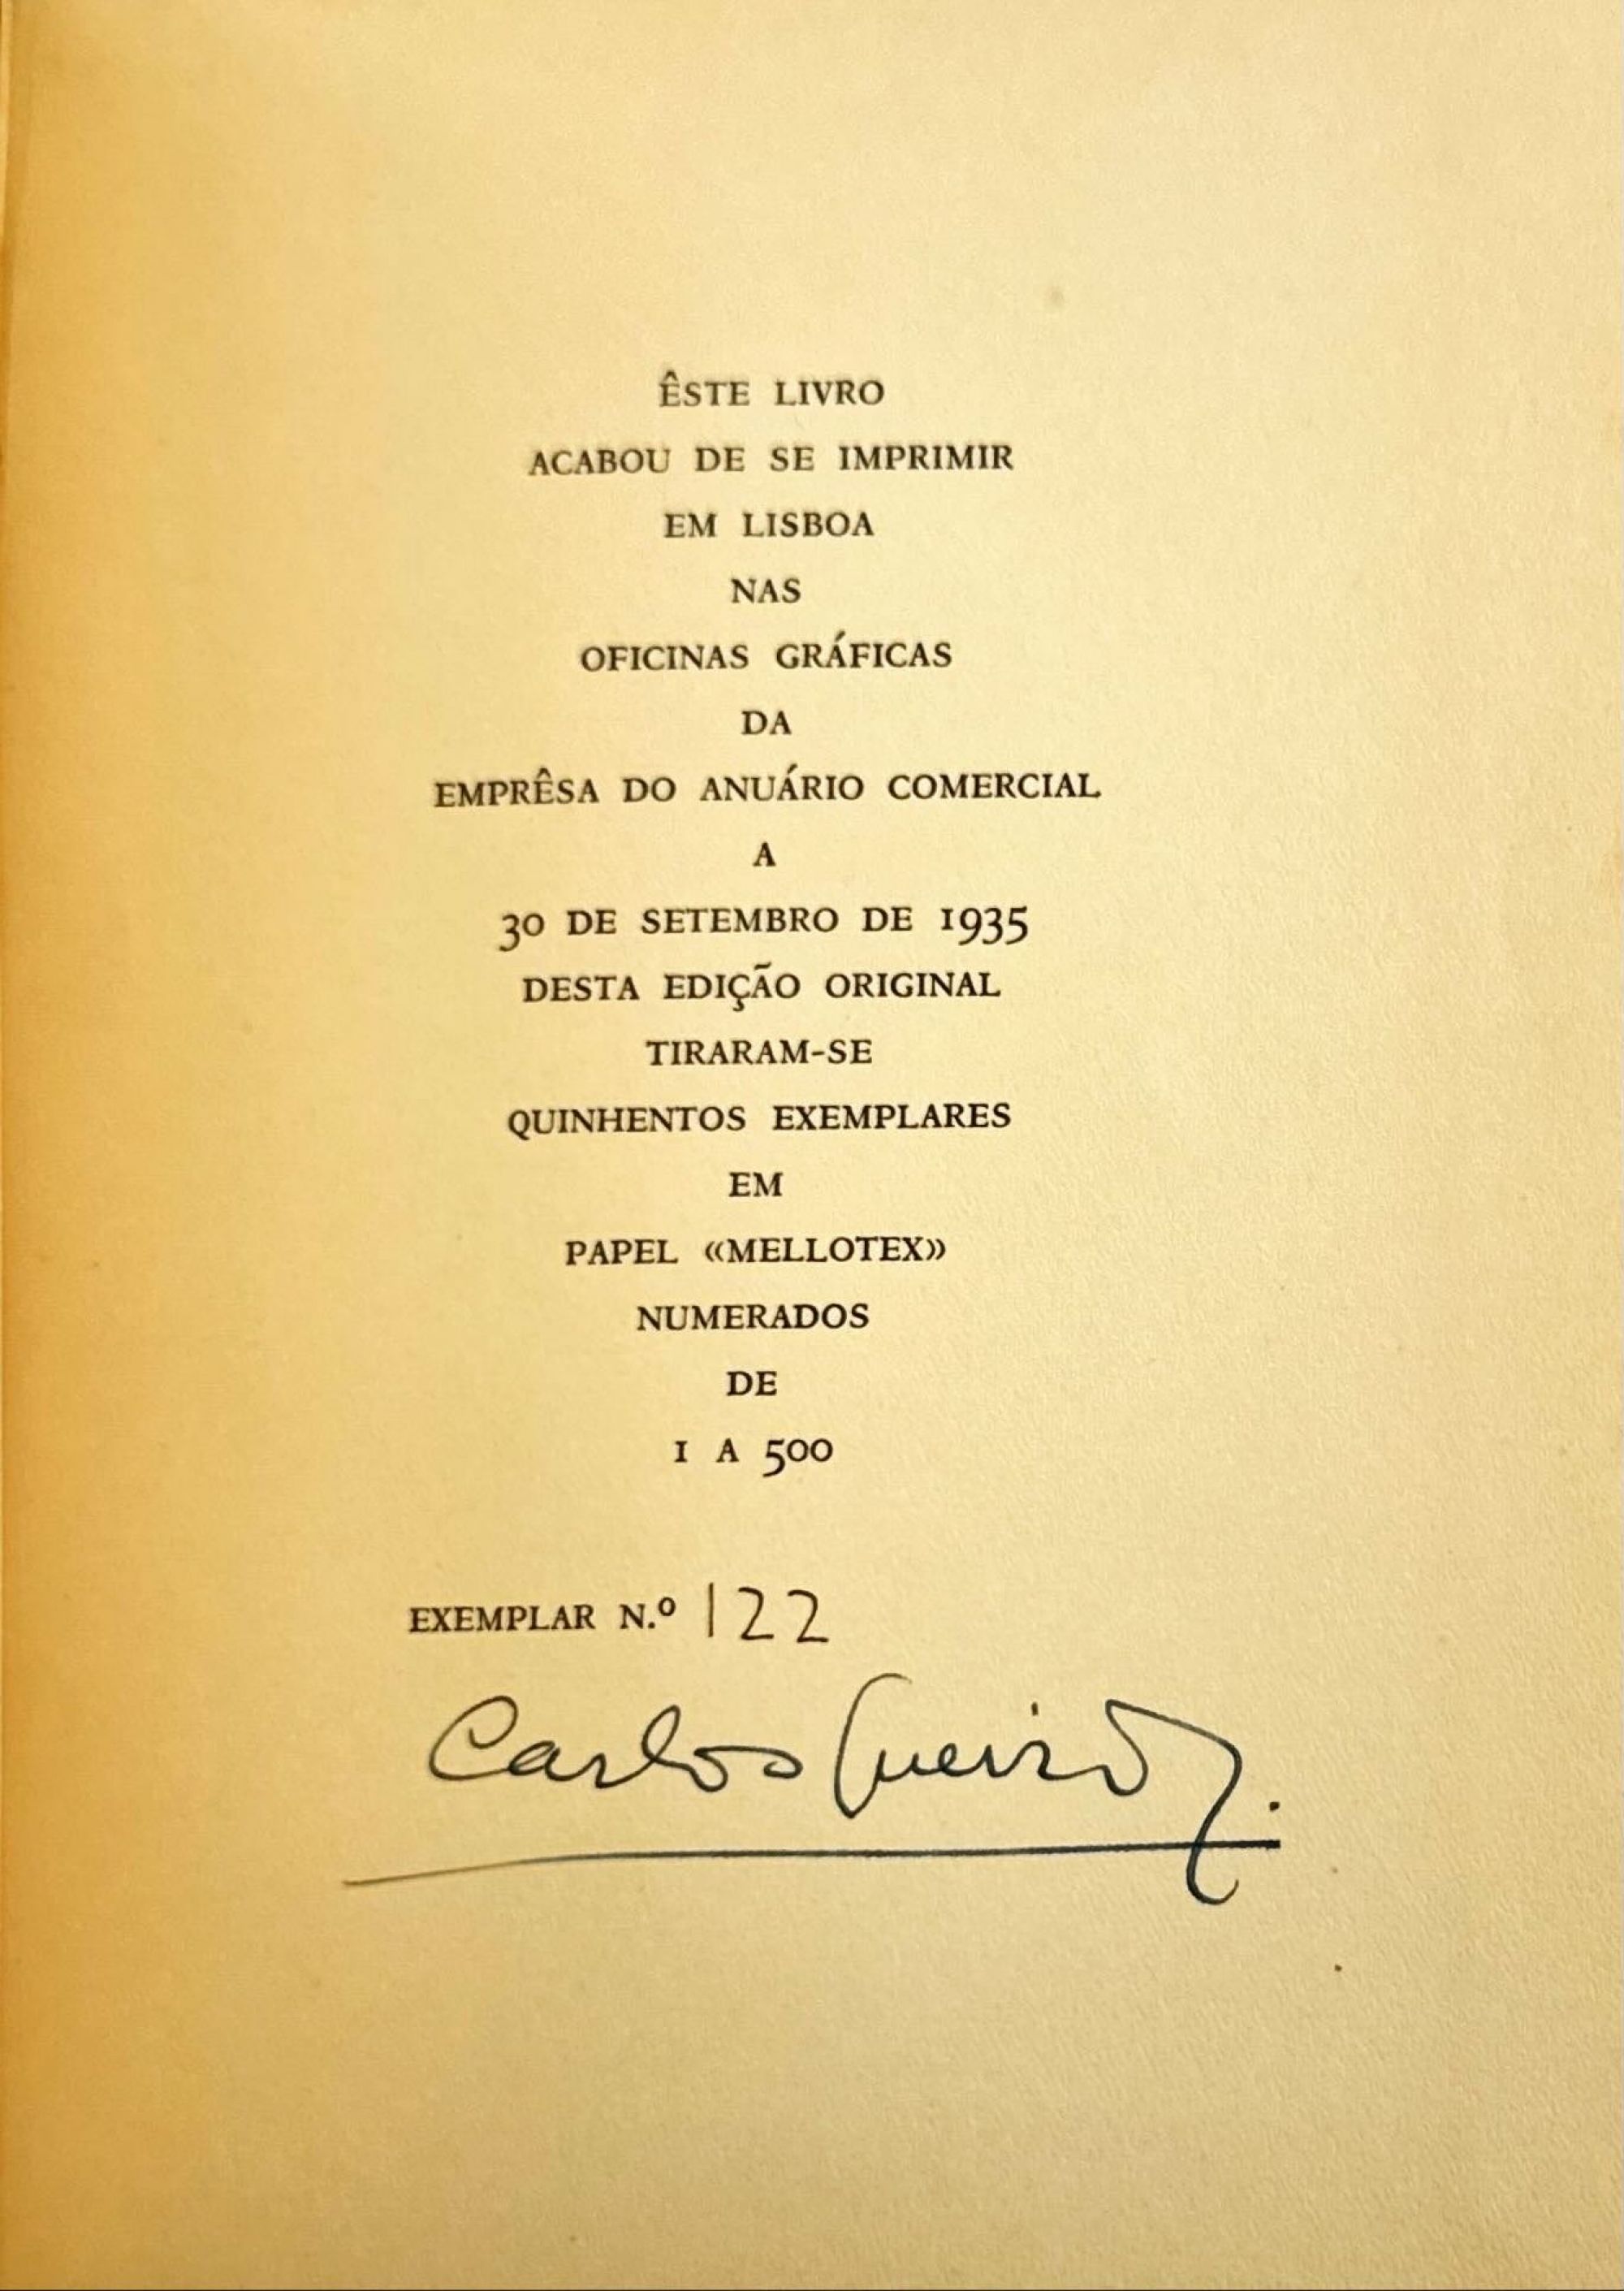 ÊSTE LIVRO
ACABOU DE SE IMPRIMIR
EM LISBOA
NAS
OFICINAS GRÁFICAS
DA
EMPRÊSA DO ANUÁRIO COMERCIAL
A
30 DE SETEMBRO DE 1935
DESTA EDIÇÃO ORIGINAL
TIRARAM-SE
QUINHENTOS EXEMPLARES
EM
PAPEL «MELLOTEX»
NUMERADOS
DE
1 A 500
EXEMPLAR N.º 122
Carlos Queiroz.